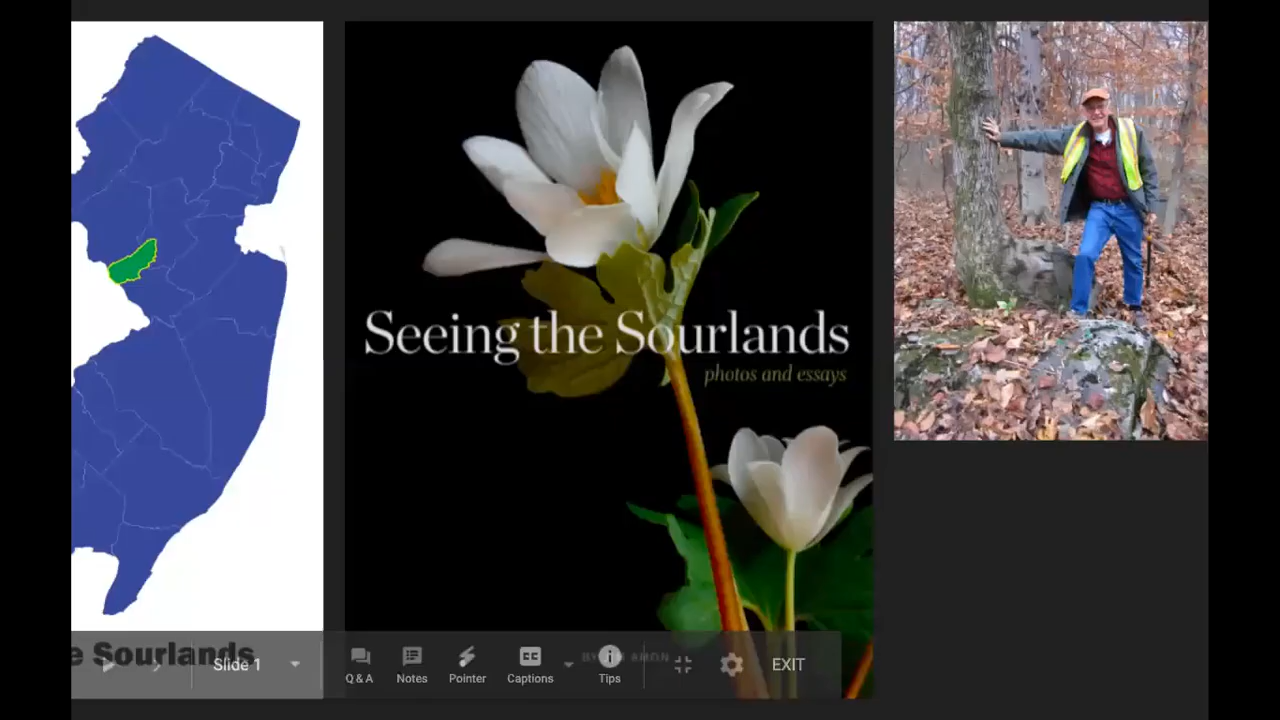 Seeing the Sourlands
photos and essays
e Sourlands
Slide 1
Q & A
Notes
Pointer
Captions
Tips
EXIT